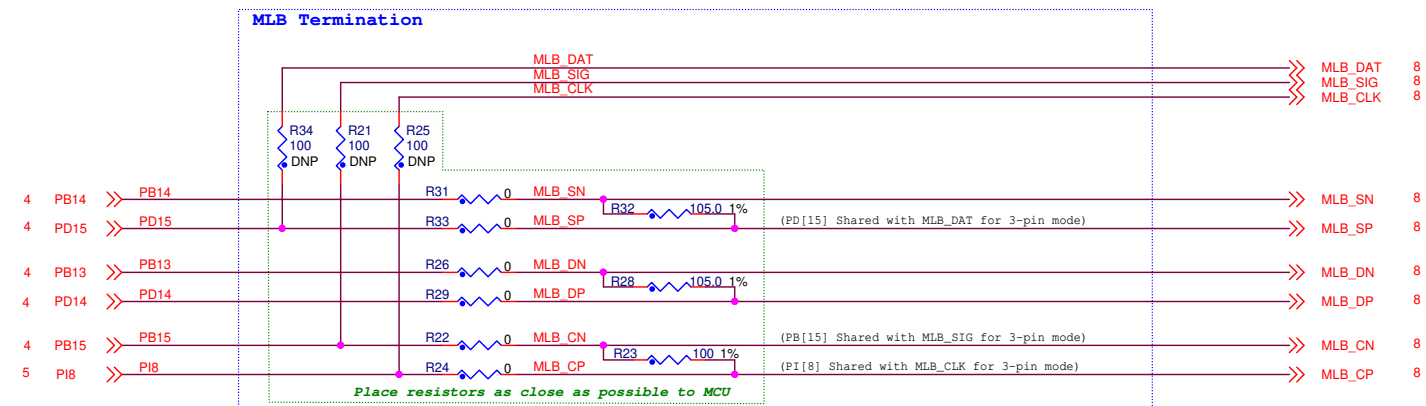 MLB Termination
MLB_DAT
MLB_SIG
MLB_CLK
MLB_DAT 8
MLB_SIG 8
MLB_CLK 8
R34 R21 R25
100 100 100
DNP DNP DNP
4 PB14 PB14 R31 0 MLB_SN MLB_SN 8
R32 105.0 1%
4 PD15 PD15 R33 0 MLB_SP (PD[15] Shared with MLB_DAT for 3-pin mode) MLB_SP 8
4 PB13 PB13 R26 0 MLB_DN MLB_DN 8
R28 105.0 1%
4 PD14 PD14 R29 0 MLB_DP MLB_DP 8
4 PB15 PB15 R22 0 MLB_CN (PB[15] Shared with MLB_SIG for 3-pin mode) MLB_CN 8
R23 100 1%
5 PI8 PI8 R24 0 MLB_CP (PI[8] Shared with MLB_CLK for 3-pin mode) MLB_CP 8
Place resistors as close as possible to MCU